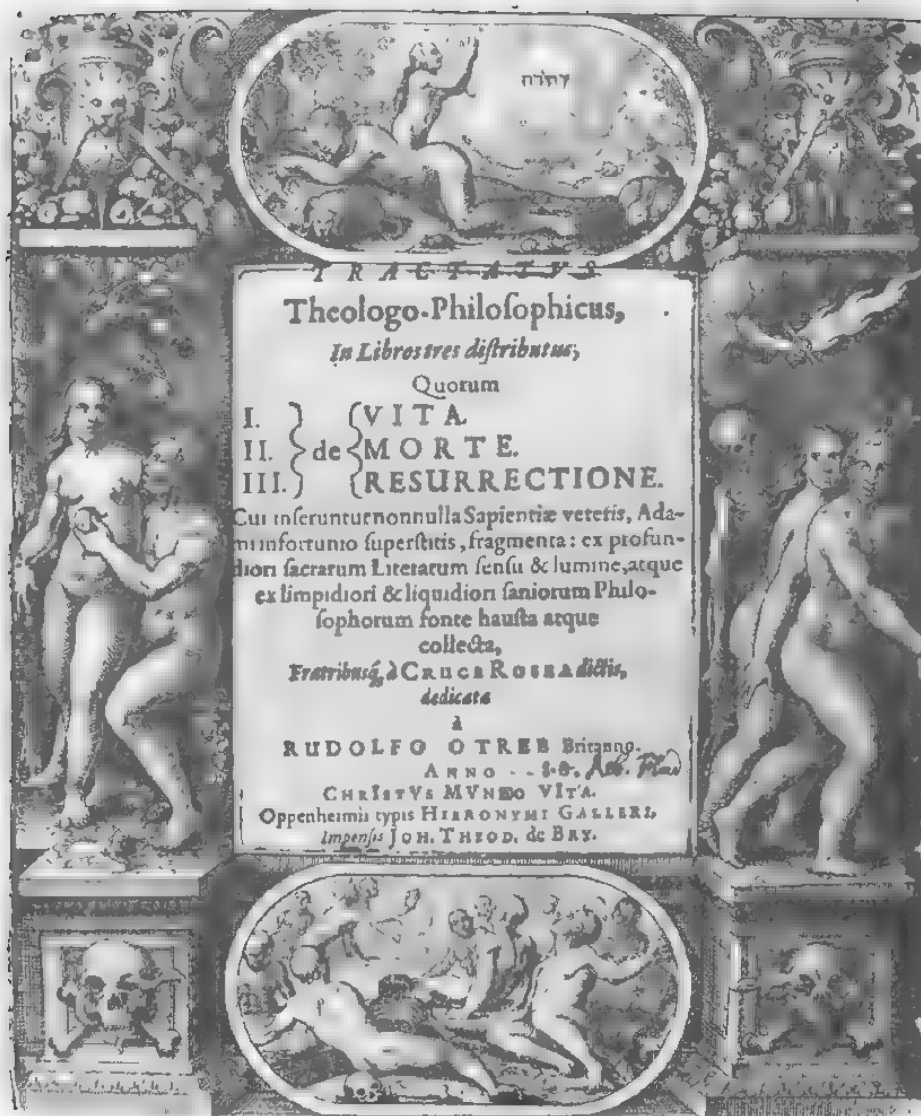 יהוה
TRACTATVS
Theologo-Philoſophicus,
In Libros tres diſtributus;
Quorum
I. VITA.
II. de MORTE.
III. RESURRECTIONE.
Cui inſeruntur nonnulla Sapientiæ veteris, Ada-
mi infortunio ſuperſtitis, fragmenta: ex profun-
diori ſacrarum Literarum ſenſu & lumine, atque
ex limpidiori & liquidiori ſaniorum Philo-
ſophorum fonte hauſta atque
collecta,
Fratribusq, à CRUCE ROSEA dictis,
dedicata
à
RUDOLFO OTREB Britanno.
ANNO
CHRIſTVs MVNDO VITA.
Oppenheimii typis HIERONYMI GALLERI,
Impenſis JOH. THEOD. de BRY.